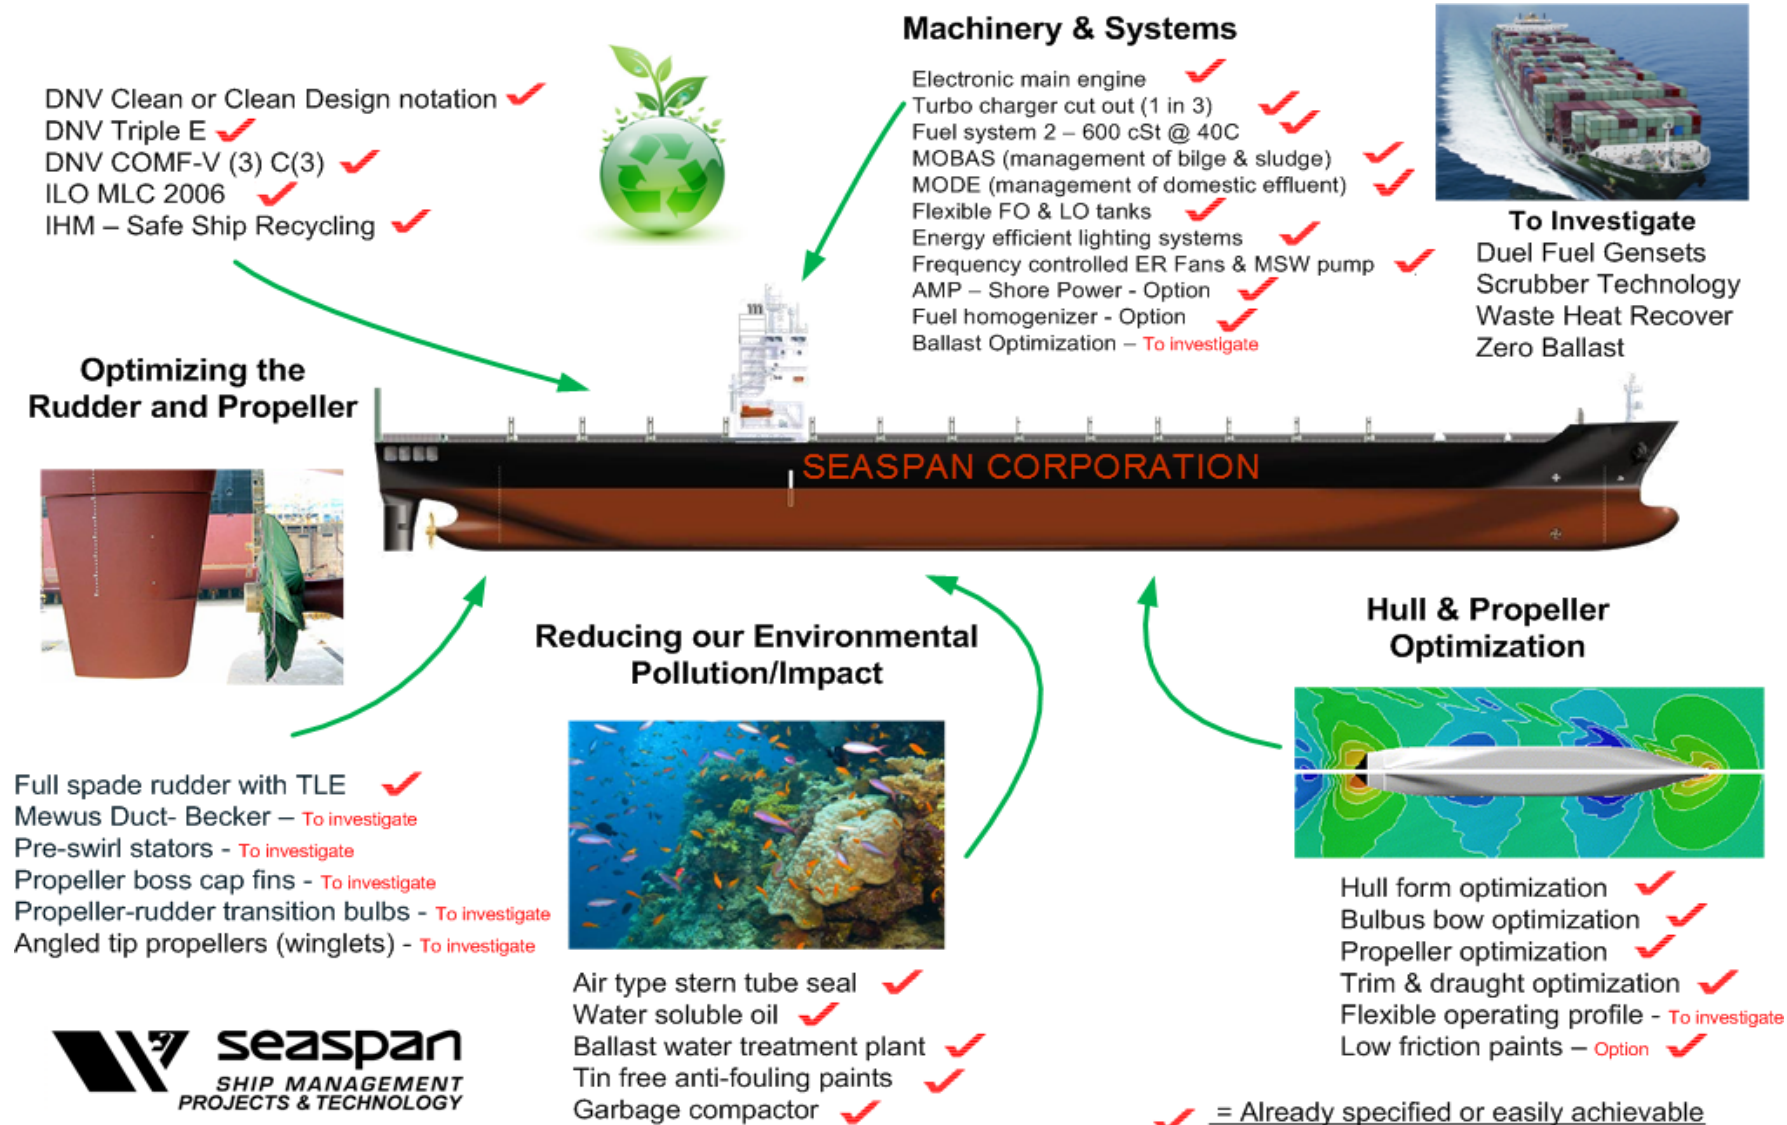 DNV Clean or Clean Design notation
DNV Triple E
DNV COMF-V (3) C(3)
ILO MLC 2006
IHM – Safe Ship Recycling
Machinery & Systems
Electronic main engine
Turbo charger cut out (1 in 3)
Fuel system 2 – 600 cSt @ 40C
MOBAS (management of bilge & sludge)
MODE (management of domestic effluent)
Flexible FO & LO tanks
Energy efficient lighting systems
Frequency controlled ER Fans & MSW pump
AMP – Shore Power - Option
Fuel homogenizer - Option
Ballast Optimization – To investigate
To Investigate
Duel Fuel Gensets
Scrubber Technology
Waste Heat Recover
Zero Ballast
Optimizing the
Rudder and Propeller
SEASPAN CORPORATION
Full spade rudder with TLE
Mewus Duct- Becker – To investigate
Pre-swirl stators - To investigate
Propeller boss cap fins - To investigate
Propeller-rudder transition bulbs - To investigate
Angled tip propellers (winglets) - To investigate
Reducing our Environmental
Pollution/Impact
Air type stern tube seal
Water soluble oil
Ballast water treatment plant
Tin free anti-fouling paints
Garbage compactor
Hull & Propeller
Optimization
Hull form optimization
Bulbus bow optimization
Propeller optimization
Trim & draught optimization
Flexible operating profile - To investigate
Low friction paints – Option
seaspan
SHIP MANAGEMENT
PROJECTS & TECHNOLOGY
= Already specified or easily achievable